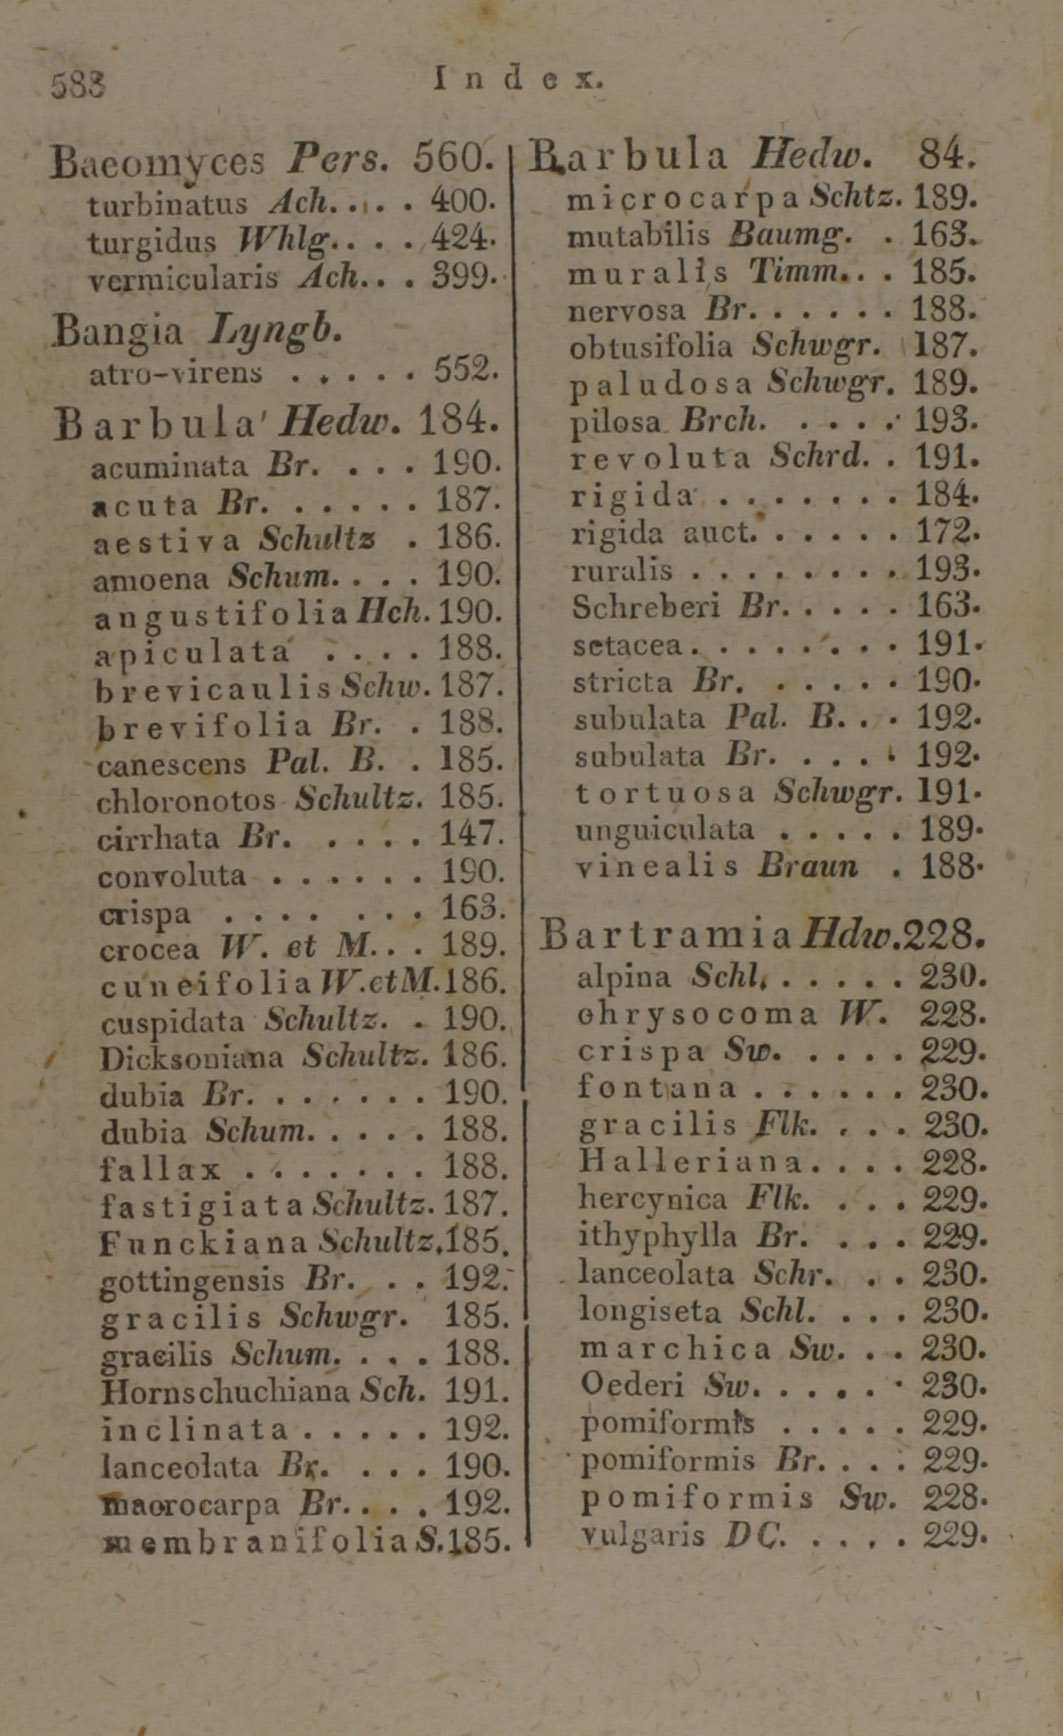 583
Index.
Baeomyces Pers. 560.
turbinatus Ach. . . . . 400.
turgidus Whlg. . . . 424.
vermicularis Ach. . . 399.
Bangia Lyngb.
atro-virens . . . . . 552.
Barbula Hedw. 184.
acuminata Br. . . . 190.
acuta Br. . . . . . 187.
aestiva Schultz . 186.
amoena Schum. . . . 190.
angustifolia Hch. 190.
apiculata . . . . 188.
brevicaulis Schw. 187.
brevifolia Br. . 188.
canescens Pal. B. . 185.
chloronotos Schultz. 185.
cirrhata Br. . . . . 147.
convoluta . . . . . . 190.
crispa . . . . . . . 163.
crocea W. et M. . . 189.
cuneifolia W.etM.186.
cuspidata Schultz. . 190.
Dicksoniana Schultz. 186.
dubia Br. . . . . . . 190.
dubia Schum. . . . . 188.
fallax . . . . . . . 188.
fastigiata Schultz. 187.
Funckiana Schultz.185.
gottingensis Br. . . . 192.
gracilis Schwgr. 185.
gracilis Schum. . . . 188.
Hornschuchiana Sch. 191.
inclinata . . . . . 192.
lanceolata Br. . . . 190.
macrocarpa Br. . . . 192.
membranifolia S.185.
Barbula Hedw. 84.
microcarpa Schtz. 189.
mutabilis Baumg. . 163.
muralis Timm. . . 185.
nervosa Br. . . . . . 188.
obtusifolia Schwgr. 187.
paludosa Schwgr. 189.
pilosa Brch. . . . . 193.
revoluta Schrd. . 191.
rigida . . . . . . . 184.
rigida auct. . . . . . 172.
ruralis . . . . . . . . 193.
Schreberi Br. . . . . 163.
setacea . . . . . . . . 191.
stricta Br. . . . . . 190.
subulata Pal. B. . . 192.
subulata Br. . . . . 192.
tortuosa Schwgr. 191.
unguiculata . . . . . 189.
vinealis Braun . 188.
Bartramia Hdw.228.
alpina Schl. . . . . . 230.
chrysocoma W. 228.
crispa Sw. . . . . 229.
fontana . . . . . . 230.
gracilis Flk. . . . 230.
Halleriana . . . . 228.
hercynica Flk. . . . 229.
ithyphylla Br. . . . 229.
lanceolata Schr. . . 230.
longiseta Schl. . . . 230.
marchica Sw. . . 230.
Oederi Sw. . . . . . 230.
pomiformis . . . . . 229.
pomiformis Br. . . . 229.
pomiformis Sw. 228.
vulgaris DC. . . . . 229.